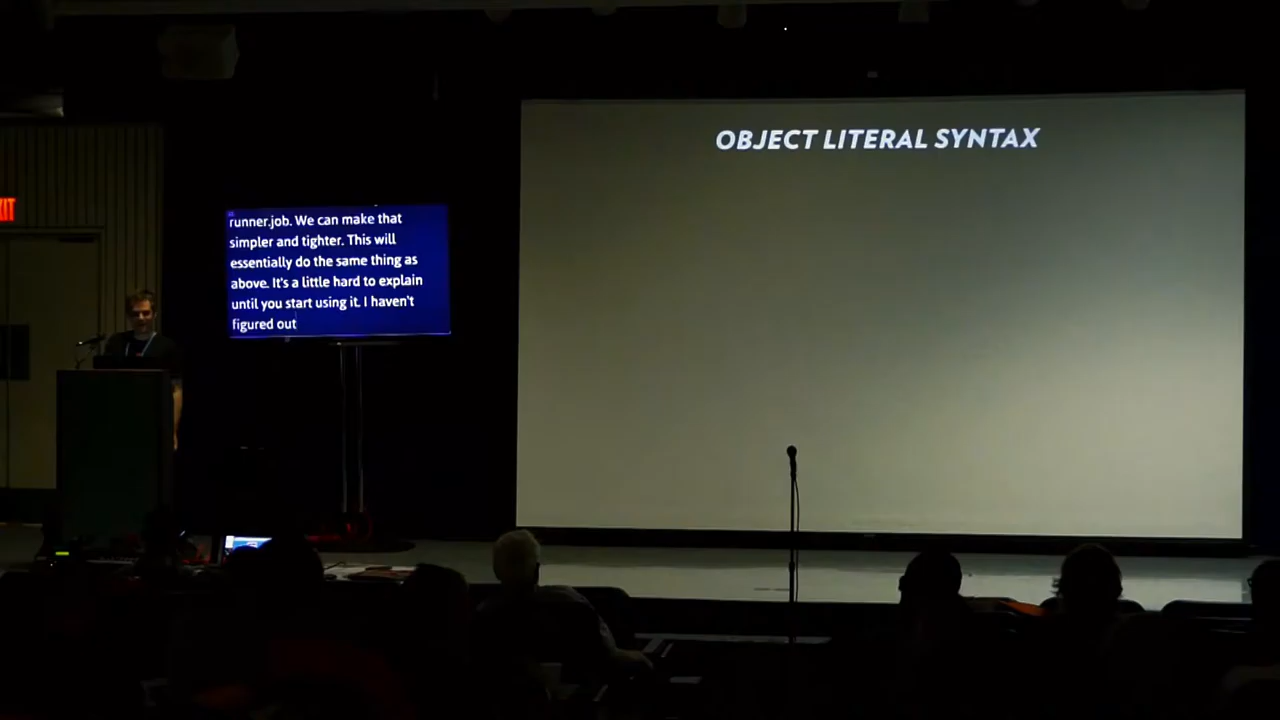 OBJECT LITERAL SYNTAX
XIT
runner.job. We can make that
simpler and tighter. This will
essentially do the same thing as
above. It's a little hard to explain
until you start using it. I haven't
figured out